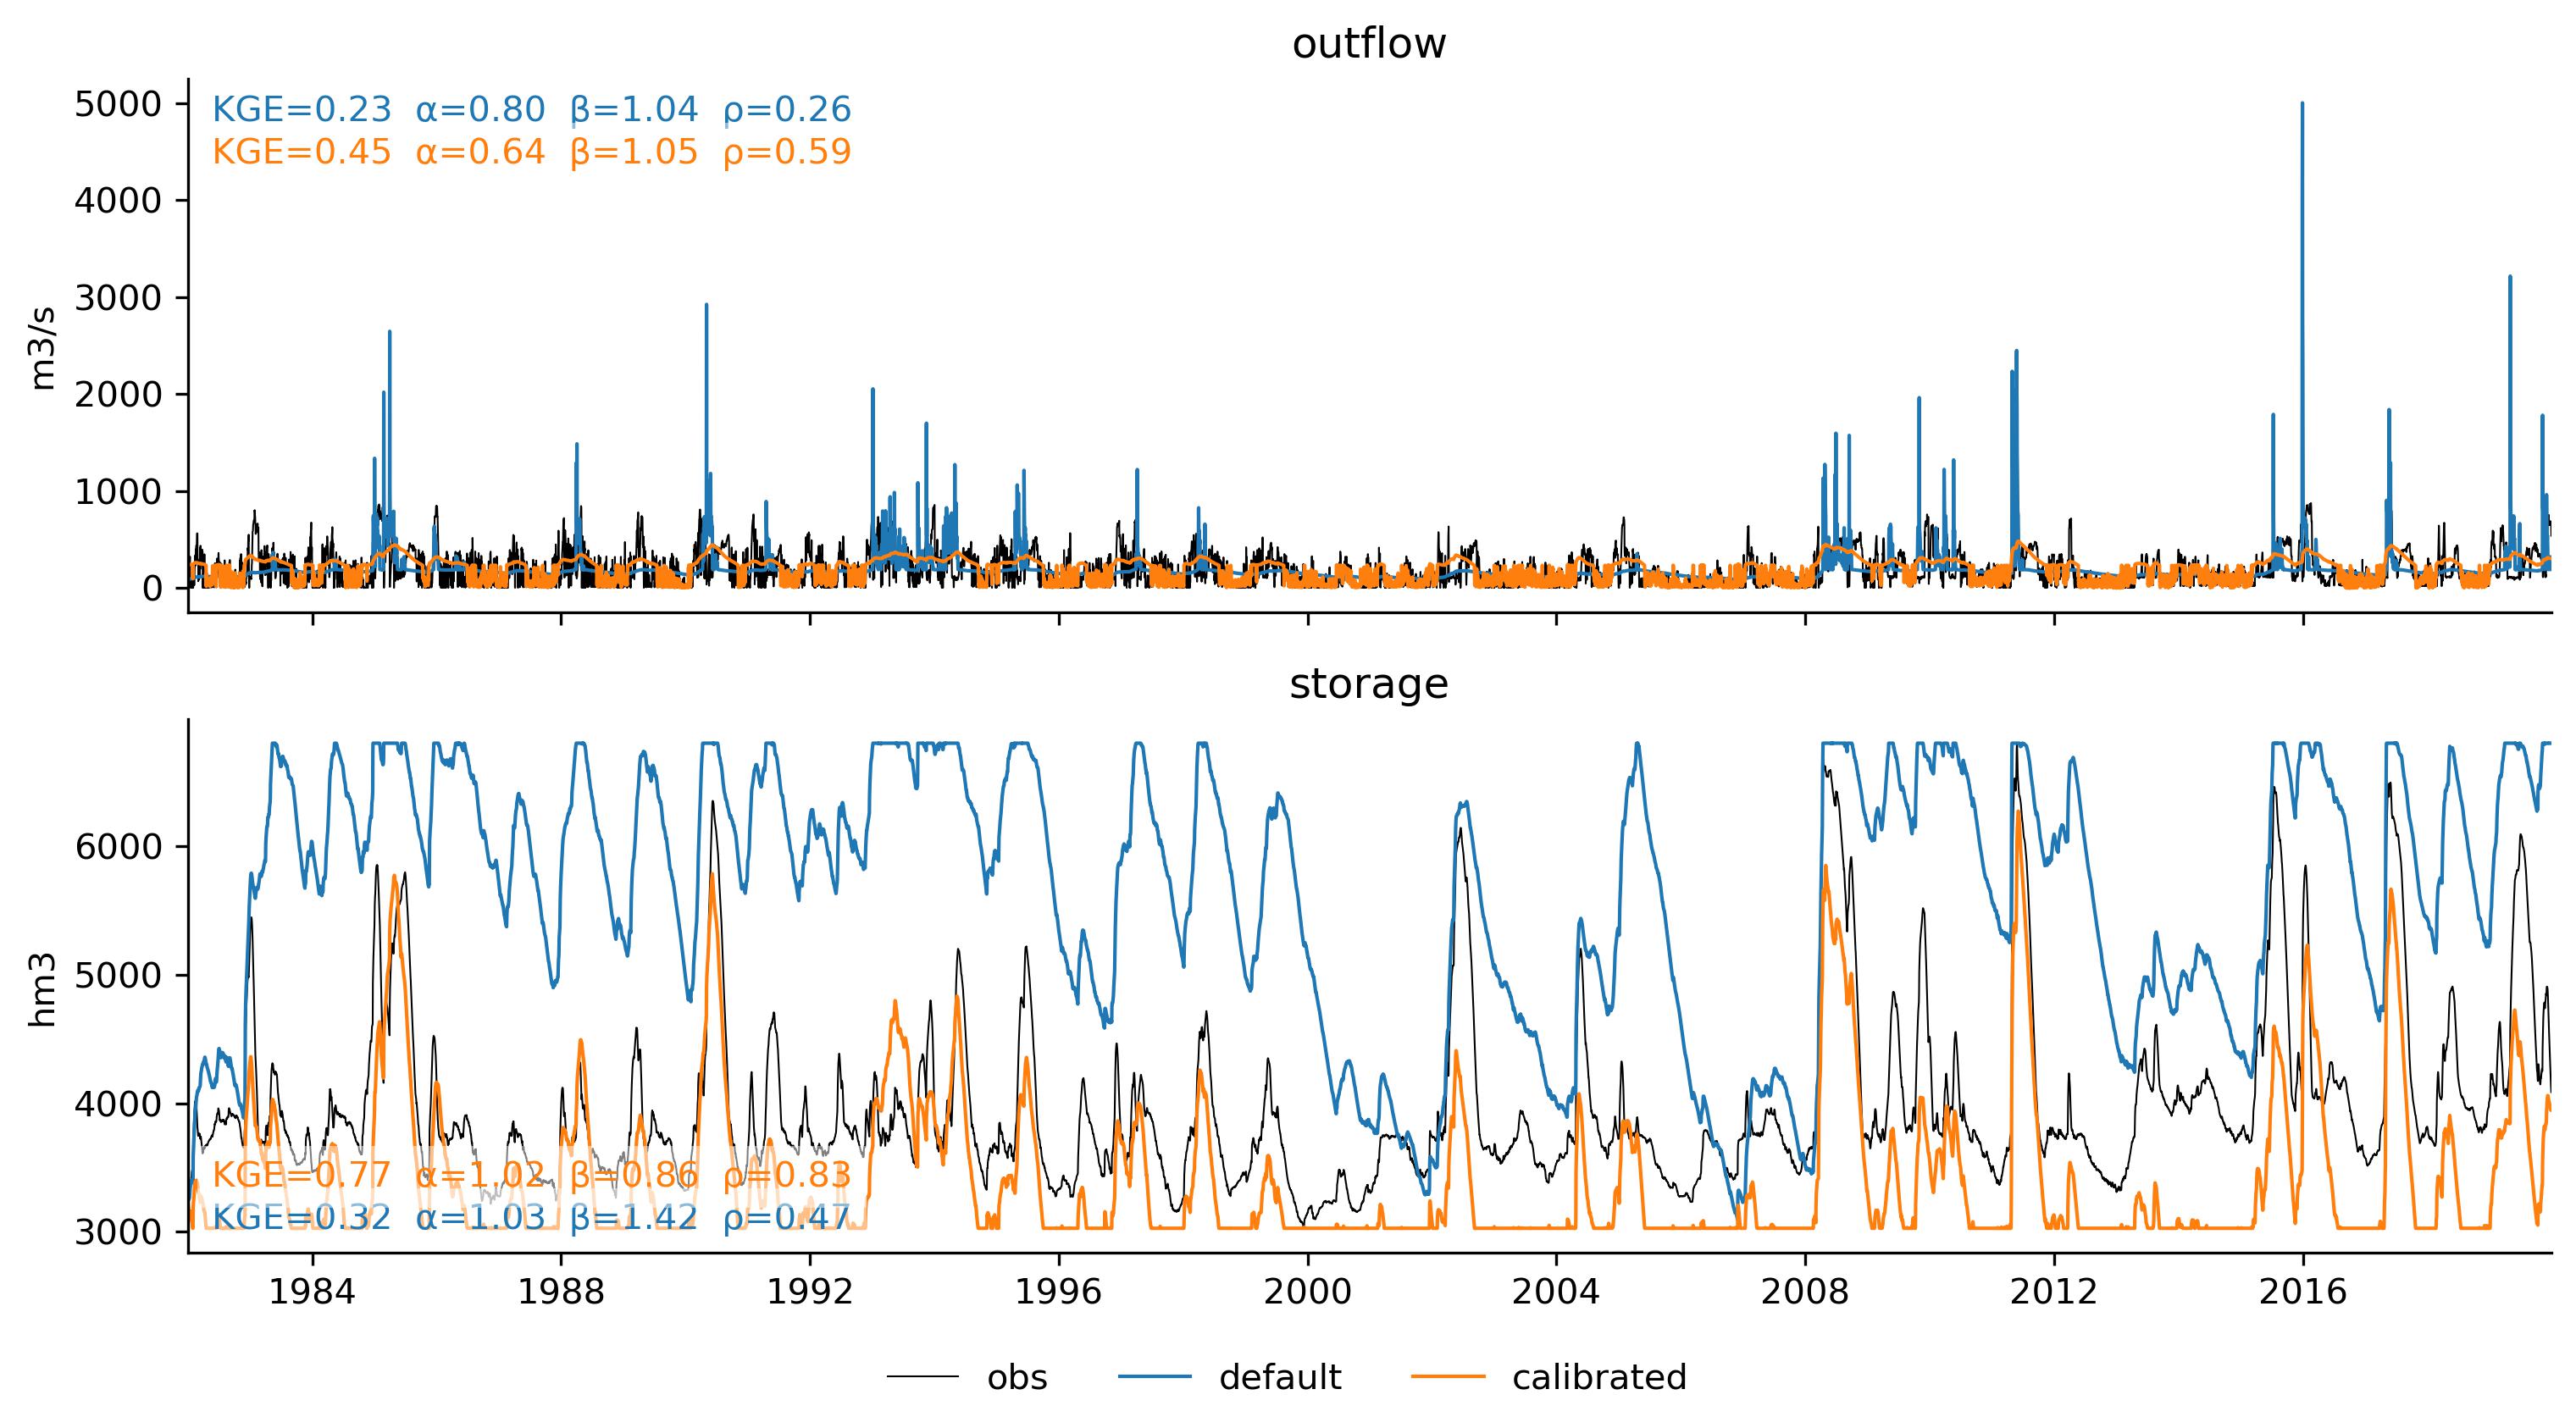 outflow
5000
4000
3000
2000
1000
0
m3/s
KGE=0.23 α=0.80 β=1.04 ρ=0.26
KGE=0.45 α=0.64 β=1.05 ρ=0.59
storage
6000
5000
4000
3000
hm3
KGE=0.77 α=1.02 β=0.86 ρ=0.83
KGE=0.32 α=1.03 β=1.42 ρ=0.47
1984 1988 1992 1996 2000 2004 2008 2012 2016
obs default calibrated